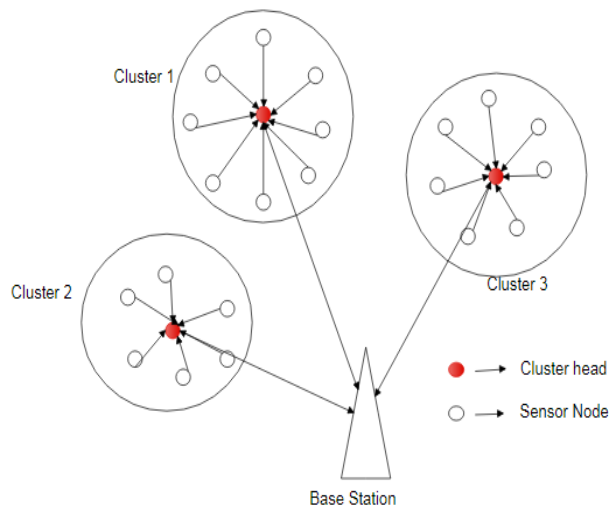 Cluster 1
Cluster 2
Cluster 3
Cluster head
Sensor Node
Base Station